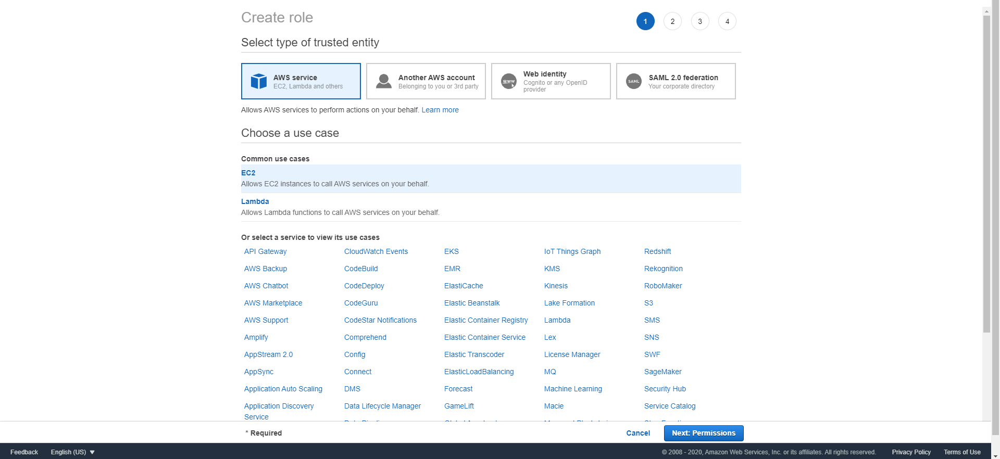 Create role
1 2 3 4
Select type of trusted entity
AWS service
EC2, Lambda and others
Another AWS account
Belonging to you or 3rd party
www
Web identity
Cognito or any OpenID
provider
SAML
SAML 2.0 federation
Your corporate directory
Allows AWS services to perform actions on your behalf. Learn more
Choose a use case
Common use cases
EC2
Allows EC2 instances to call AWS services on your behalf.
Lambda
Allows Lambda functions to call AWS services on your behalf.
Or select a service to view its use cases
API Gateway CloudWatch Events EKS IoT Things Graph Redshift
AWS Backup CodeBuild EMR KMS Rekognition
AWS Chatbot CodeDeploy ElastiCache Kinesis RoboMaker
AWS Marketplace CodeGuru Elastic Beanstalk Lake Formation S3
AWS Support CodeStar Notifications Elastic Container Registry Lambda SMS
Amplify Comprehend Elastic Container Service Lex SNS
AppStream 2.0 Config Elastic Transcoder License Manager SWF
AppSync Connect ElasticLoadBalancing MQ SageMaker
Application Auto Scaling DMS Forecast Machine Learning Security Hub
Application Discovery Data Lifecycle Manager GameLift Macie Service Catalog
Service
* Required
Cancel
Next: Permissions
Feedback English (US) © 2008 - 2020, Amazon Web Services, Inc. or its affiliates. All rights reserved. Privacy Policy Terms of Use